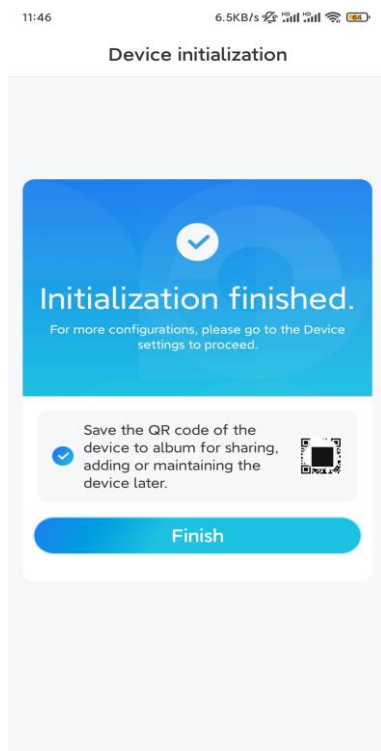 11:46 6.5KB/s HD HD 64
Device initialization
Initialization finished.
For more configurations, please go to the Device
settings to proceed.
Save the QR code of the
device to album for sharing,
adding or maintaining the
device later.
Finish